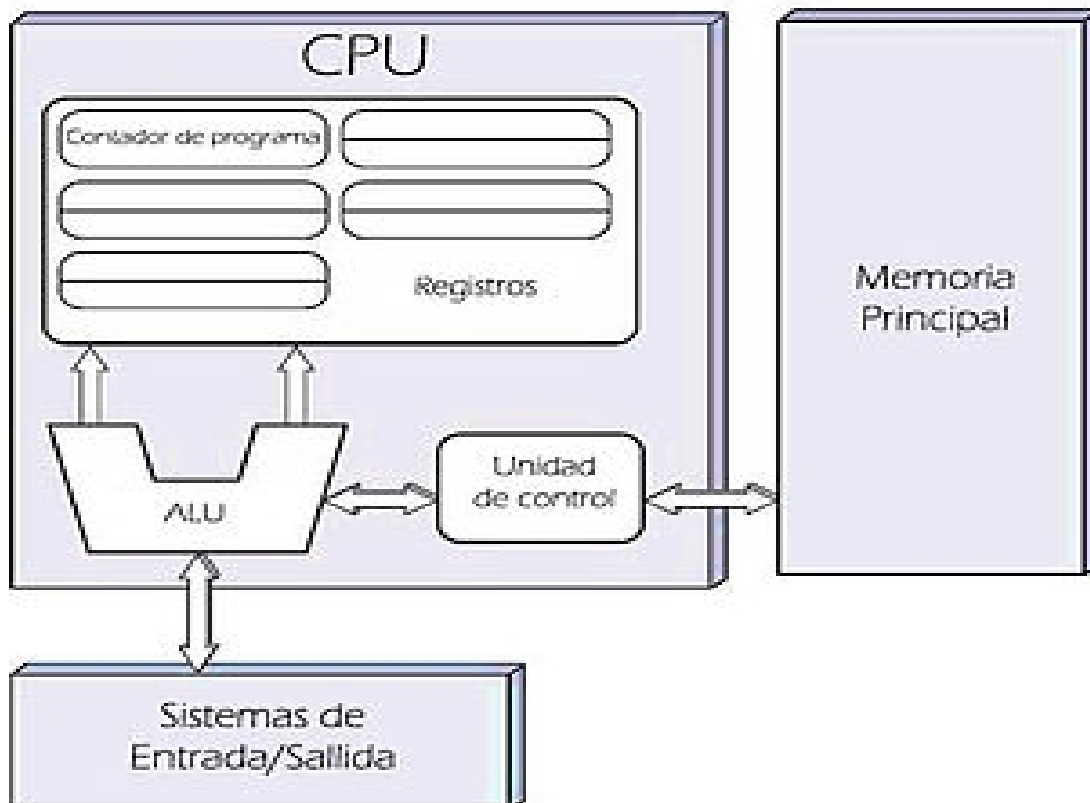 CPU
Contador de programa
Registros
Memoria
Principal
ALU
Unidad
de control
Sistemas de
Entrada/Sallida